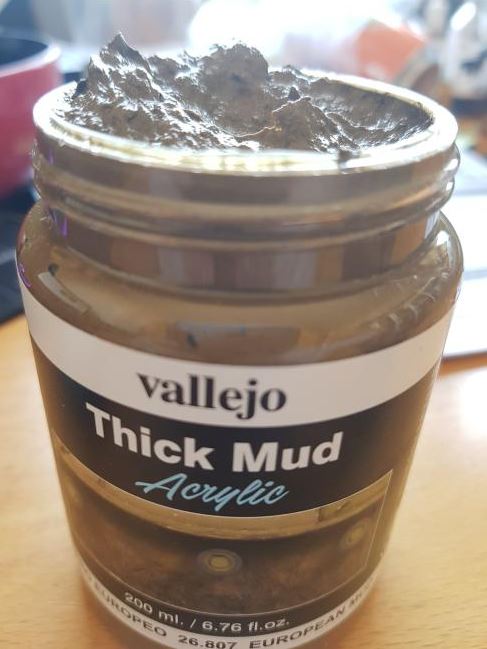 vallejo
Thick Mud
Acrylic
200 ml. / 6.76 fl.oz.
EUROPEO 26.807 EUROPEAN